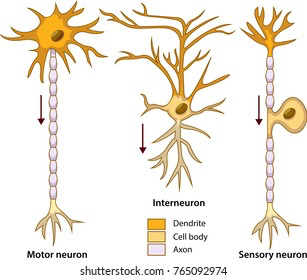 Interneuron
Dendrite
Cell body
Axon
Motor neuron
Sensory neuron
shutterstock.com · 765092974